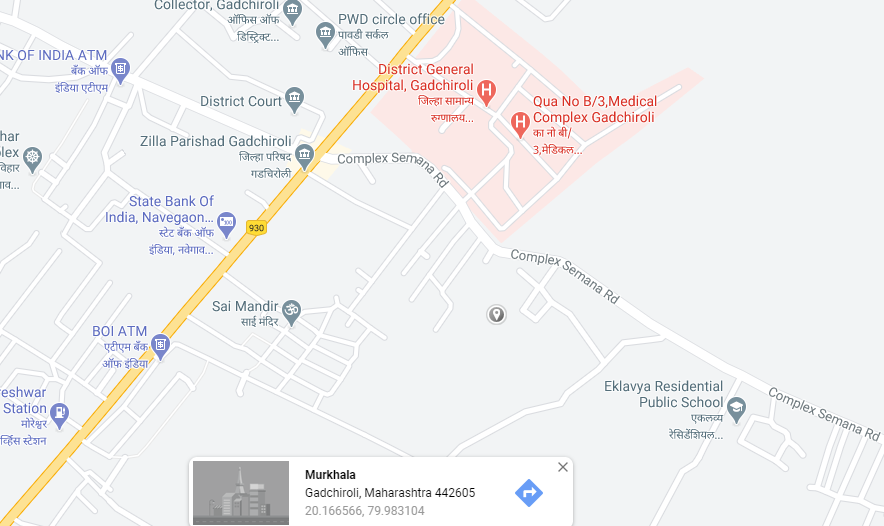 Collector, Gadchiroli
ऑफिस ऑफ
डिस्ट्रिक्ट...
PWD circle office
पावडी सर्कल
ऑफिस
NK OF INDIA ATM
बँक ऑफ
इंडिया एटीएम
District General
Hospital, Gadchiroli
जिल्हा सामान्य
रुग्णालय...
Qua No B/3,Medical
Complex Gadchiroli
का नो बी/
3,मेडिकल...
District Court
Zilla Parishad Gadchiroli
जिल्हा परिषद
गडचिरोली
Complex Semana Rd
har
plex
विहार
State Bank Of
India, Navegaon...
स्टेट बँक ऑफ
इंडिया, नवेगाव...
930
Complex Semana Rd
Sai Mandir
साई मंदिर
BOI ATM
एटीएम बँक
ऑफ इंडिया
reshwar
Station
मोरेश्वर
र्व्हिस स्टेशन
Eklavya Residential
Public School
एकलव्य
रेसिडेंशियल...
Complex Semana Rd
Murkhala
Gadchiroli, Maharashtra 442605
20.166566, 79.983104